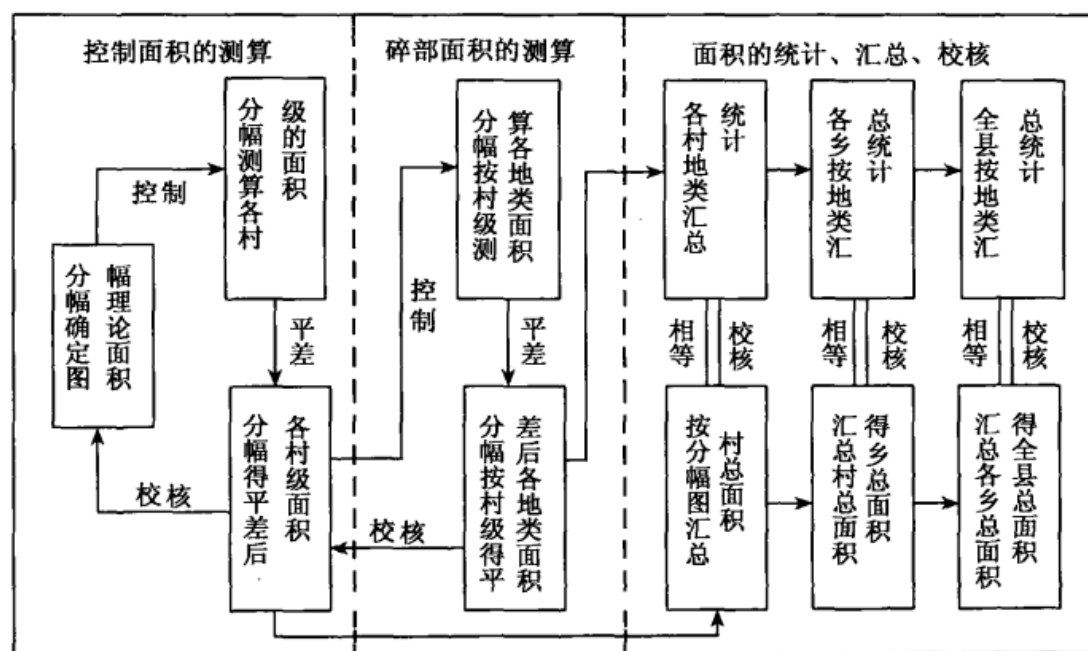 控制面积的测算
碎部面积的测算
面积的统计、汇总、校核
分幅确定图
幅理论面积
控制
分幅测算各村
级的面积
平差
分幅得平差后
各村级面积
校核
控制
分幅按村级测
算各地类面积
平差
分幅按村级得平
差后各地类面积
校核
各村地类汇总
统计
相等
校核
按分幅图汇总
村总面积
各乡按地类汇
总统计
相等
校核
汇总村总面积
得乡总面积
全县按地类汇
总统计
相等
校核
汇总各乡总面积
得全县总面积